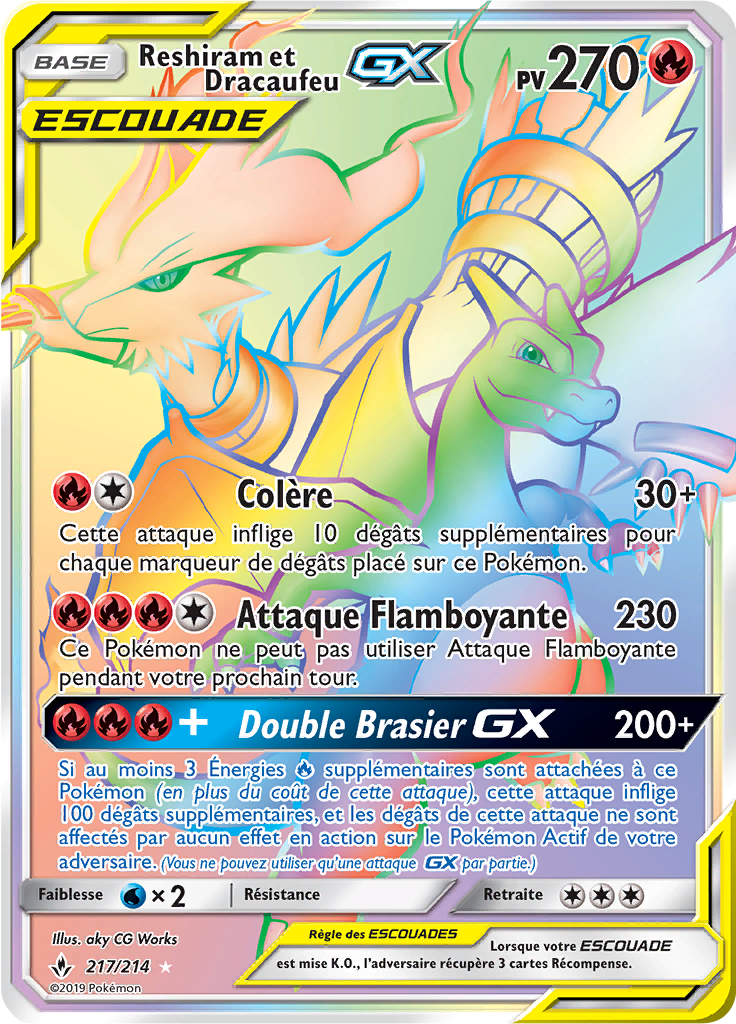 BASE
Reshiram et
Dracaufeu GX
PV 270
ESCOUADE
Colère 30+
Cette attaque inflige 10 dégâts supplémentaires pour
chaque marqueur de dégâts placé sur ce Pokémon.
Attaque Flamboyante 230
Ce Pokémon ne peut pas utiliser Attaque Flamboyante
pendant votre prochain tour.
+ Double Brasier GX 200+
Si au moins 3 Énergies supplémentaires sont attachées à ce
Pokémon (en plus du coût de cette attaque), cette attaque inflige
100 dégâts supplémentaires, et les dégâts de cette attaque ne sont
affectés par aucun effet en action sur le Pokémon Actif de votre
adversaire. (Vous ne pouvez utiliser qu'une attaque GX par partie.)
Faiblesse ×2 Résistance Retraite
Illus. aky CG Works
217/214
©2019 Pokémon
Règle des ESCOUADES
Lorsque votre ESCOUADE
est mise K.O., l'adversaire récupère 3 cartes Récompense.